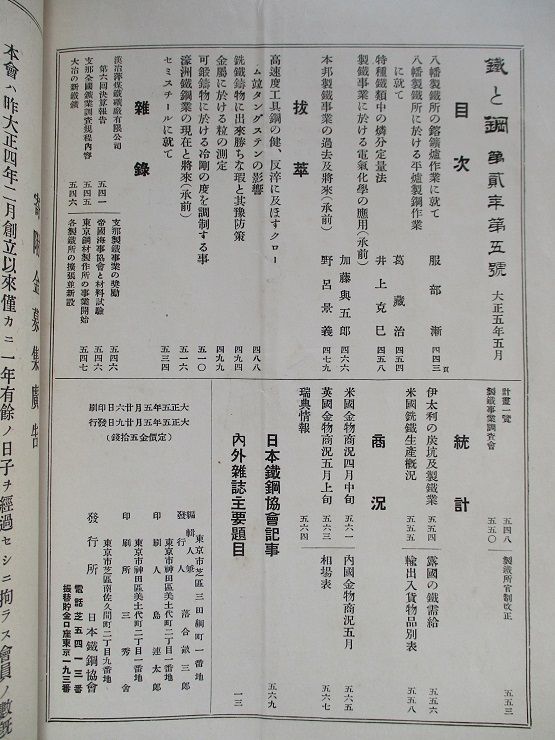 鐵と鋼 第貳年第五號 大正五年五月
目次
八幡製鐵所の鎔鑛爐作業に就て 服部漸 四四三頁
八幡製鐵所に於ける平爐製鋼作業に就て 葛藏治 四五四
特種鐵類中の燐分定量法 井上克巳 四五八
製鐵事業に於ける電氣化學の應用(承前) 加藤與五郎 四六六
本邦製鐵事業の過去及將來(承前) 野呂景義 四七九
拔萃
高速度工具鋼の健、反淬に及ほすクローム竝タングステンの影響 四八八
銑鐵鑄物に出來勝ちな瑕と其豫防策 四九四
金屬に於ける粒の測定 四九九
可鍛鑄物に於ける冷剛の度を調制する事 五一〇
濠洲鐵鋼業の現在と將來(承前) 五一六
セミスチールに就て 五三四
雜錄
漢冶萍煤鐵礦廠有限公司第六回決算報告 五四一
支那製鐵事業の奬勵 五四六
支那全國鐵業調査規程內容 五四五
帝國海事協會と材料試驗 五四六
東京鋼材製作所の事業開始
大冶の新鐵鑛 五四六
各製鐵所の擴張並新設 五四七
計畫一覽 五四八
製鐵所官制改正 五五三
製鐵事業調査會 五五〇
統計
伊太利の炭坑及製鐵業 五五四
露國の鐵需給 五五六
米國銑鐵生產概況 五五五
輸出入貨物品別表 五五八
商況
米國金物商況四月中旬 五六一
內國金物商況五月 五六五
英國金物商況五月上旬 五六三
相場表 五六七
瑞典情報 五六四
日本鐵鋼協會記事 五六九
內外雜誌主要題目 一三
大正五年五月廿六日印刷
大正五年五月廿九日發行
(定價金五拾錢)
東京市芝區三田綱町一番地
編輯人兼發行人 落合謙三郎
東京市神田區美土代町二丁目一番地
印刷人 島連太郎
東京市神田區美土代町二丁目一番地
印刷所 三秀舍
東京市芝區南佐久間町二丁目九番地
發行所 日本鐵鋼協會
電話芝五四一三番
振替貯金口座東京一九三番
金募集廣告
本會ハ昨大正四年二月創立以來僅カニ一年有餘ノ日子ヲ經過セシニ拘ラス會員ノ數既